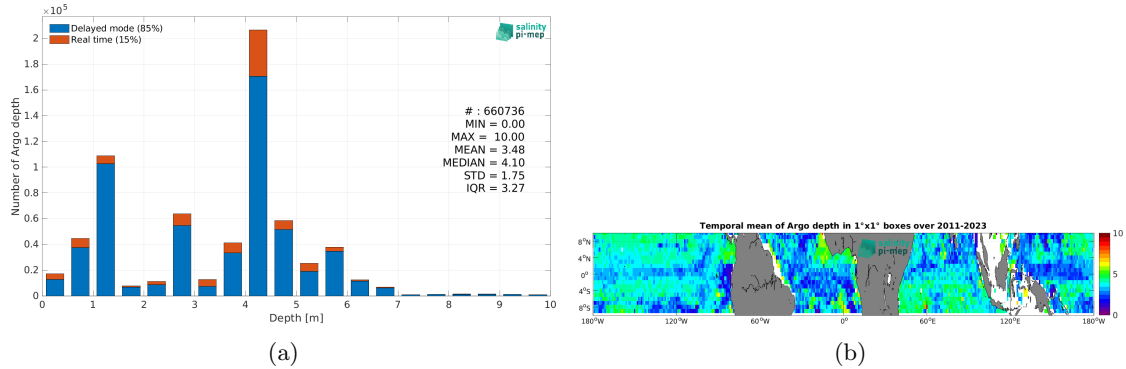 ×10⁵
Delayed mode (85%)
Real time (15%)
salinity
pi-mep
2
1.8
1.6
1.4
1.2
1
0.8
0.6
0.4
0.2
0
Number of Argo depth
# : 660736
MIN = 0.00
MAX = 10.00
MEAN = 3.48
MEDIAN = 4.10
STD = 1.75
IQR = 3.27
0 1 2 3 4 5 6 7 8 9 10
Depth [m]
(a)
Temporal mean of Argo depth in 1°x1° boxes over 2011-2023
salinity
pi-mep
8°N
4°N
0°
4°S
8°S
180°W 120°W 60°W 0° 60°E 120°E 180°W
10
5
0
(b)